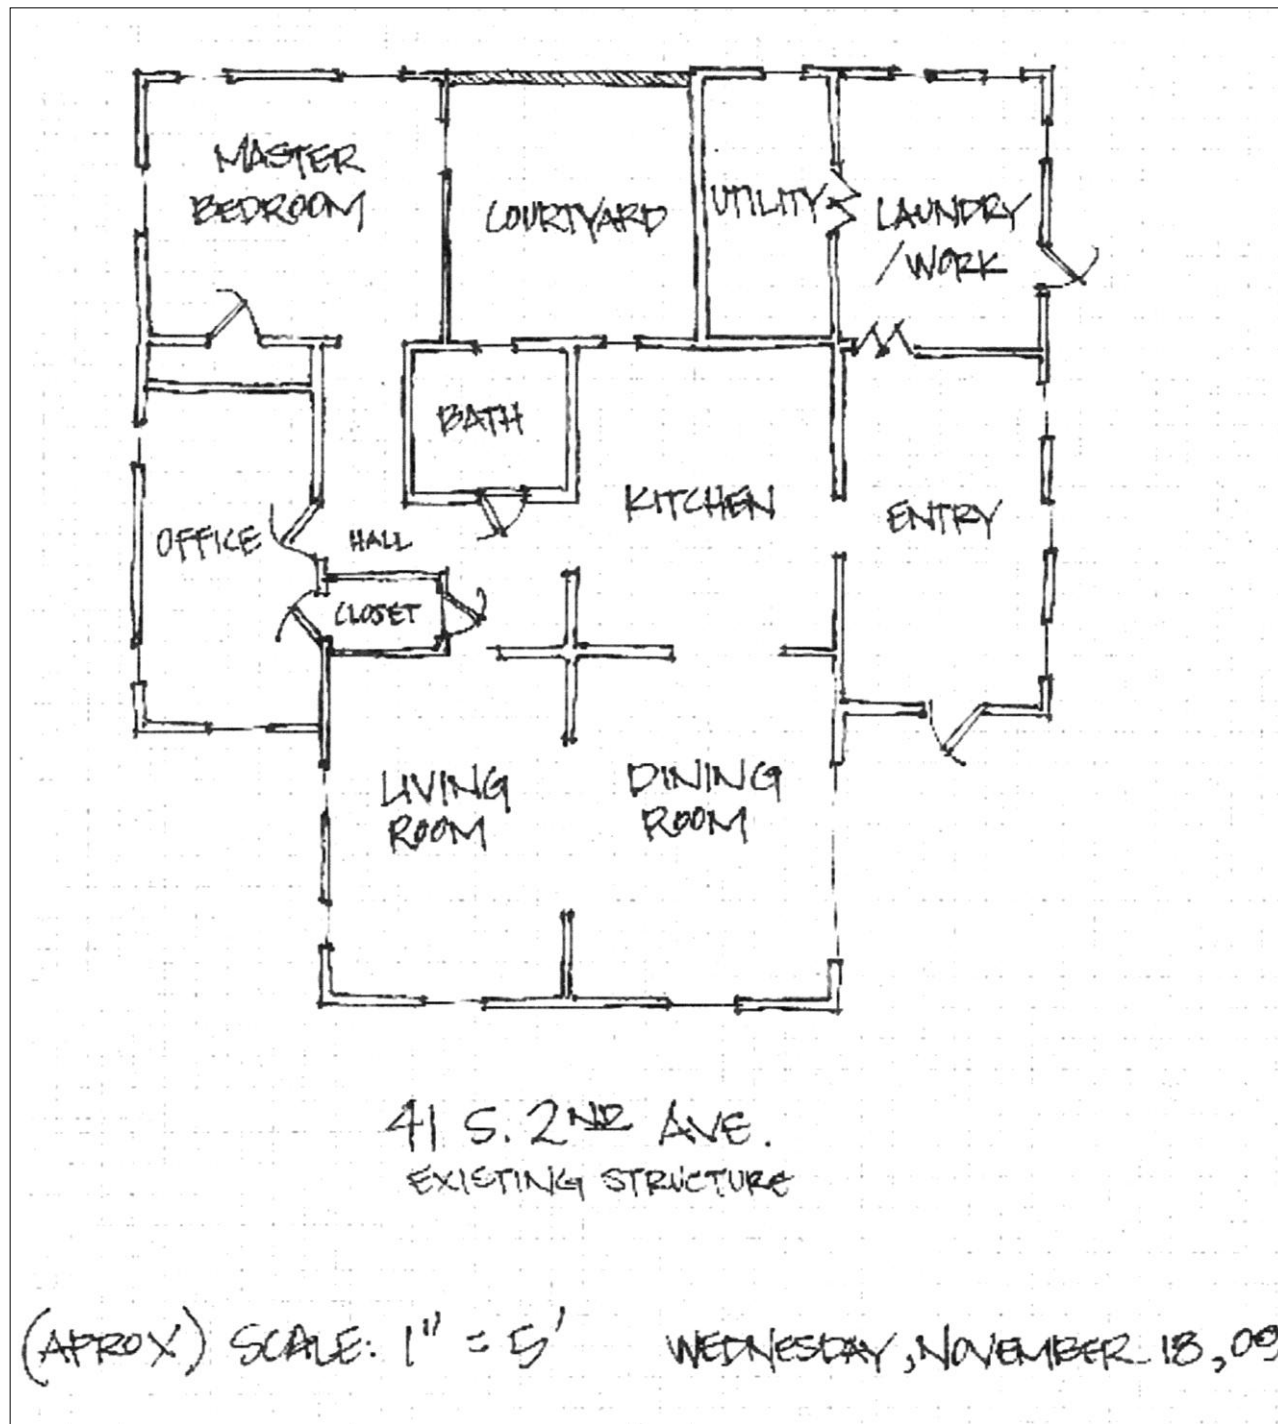 MASTER
BEDROOM
COURTYARD
UTILITY
LAUNDRY
/WORK
BATH
KITCHEN
ENTRY
OFFICE
HALL
CLOSET
LIVING
ROOM
DINING
ROOM
41 S. 2ND AVE.
EXISTING STRUCTURE
(APROX) SCALE: 1" = 5'
WEDNESDAY, NOVEMBER 18, 09